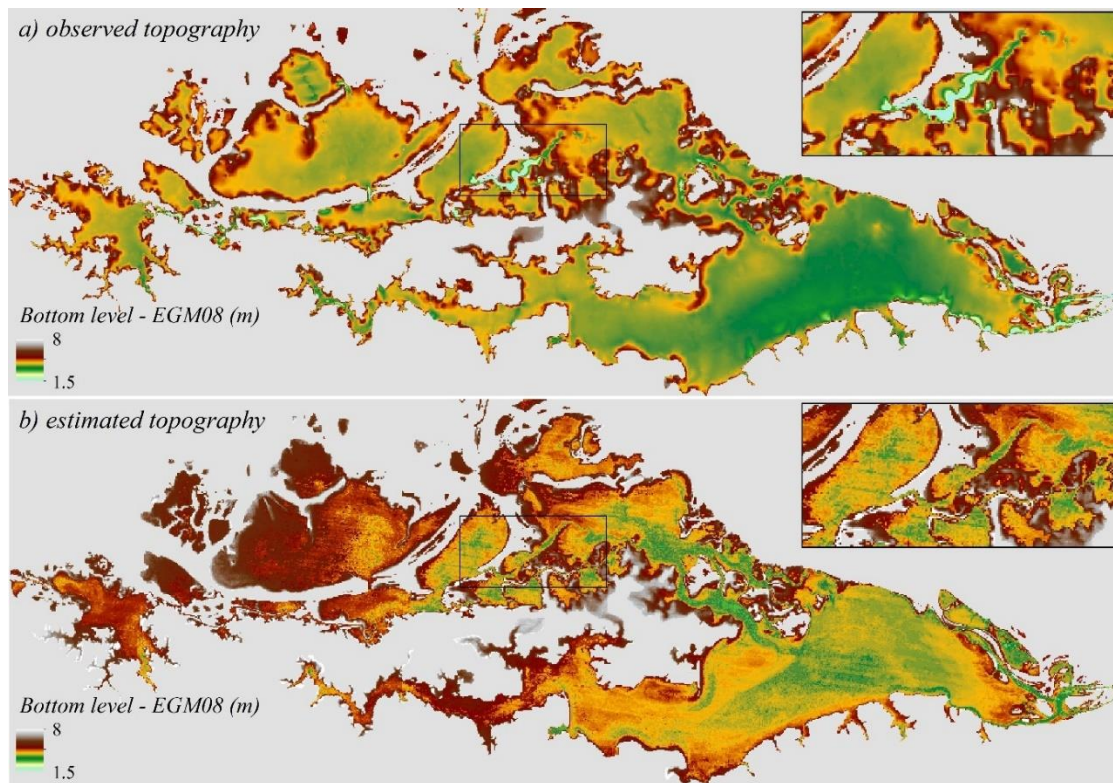 a) observed topography
Bottom level - EGM08 (m)
8
1.5
b) estimated topography
Bottom level - EGM08 (m)
8
1.5